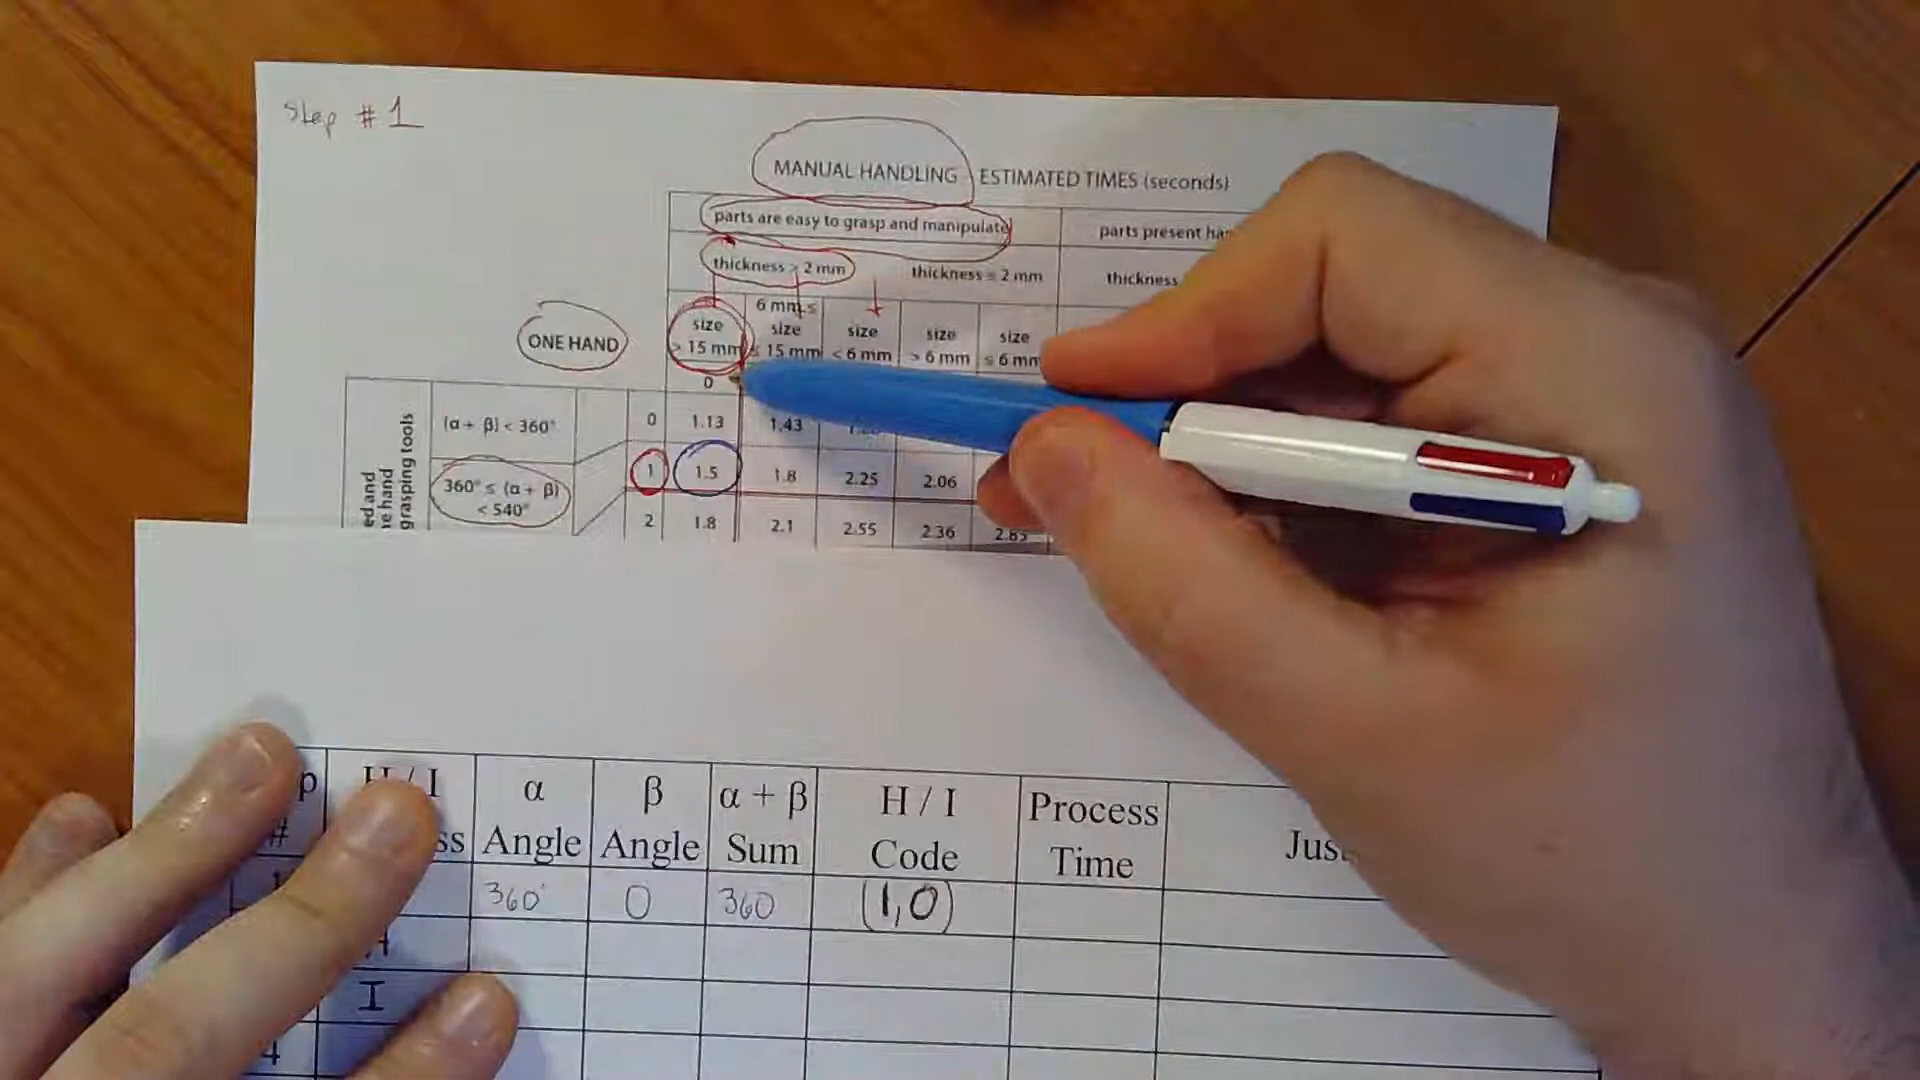 Step # 1
MANUAL HANDLING - ESTIMATED TIMES (seconds)
parts are easy to grasp and manipulate
parts present
thickness > 2 mm
thickness ≤ 2 mm
thickness
ONE HAND
size > 15 mm
6 mm ≤ size ≤ 15 mm
size < 6 mm
size > 6 mm
size ≤ 6 mm
0
grasping tools
(α + β) < 360°
0 1.13 1.43
360° ≤ (α + β) < 540°
1 1.5 1.8 2.25 2.06
2 1.8 2.1 2.55 2.36 2.85
α Angle
β Angle
α + β Sum
H / I Code
Process Time
360° 0 360 (1,0)
I
4